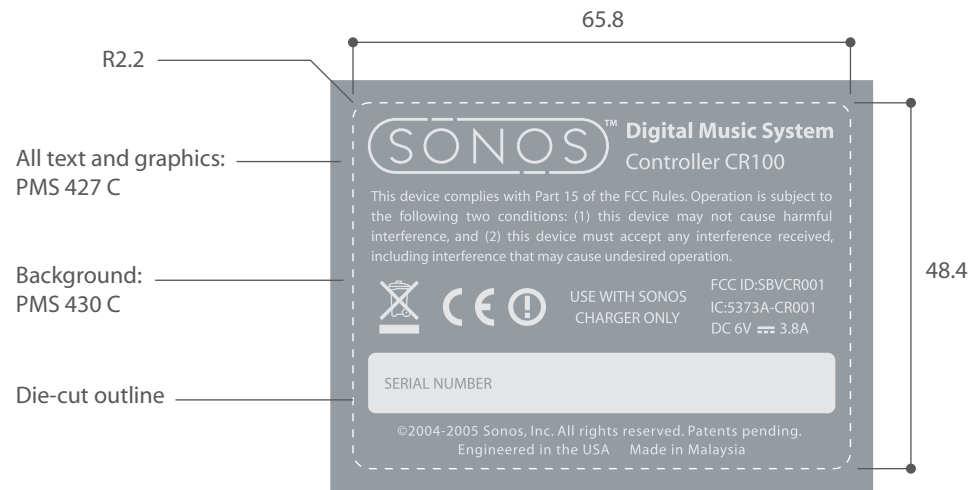 65.8
R2.2
SONOS™ Digital Music System
Controller CR100
All text and graphics:
PMS 427 C
This device complies with Part 15 of the FCC Rules. Operation is subject to
the following two conditions: (1) this device may not cause harmful
interference, and (2) this device must accept any interference received,
including interference that may cause undesired operation.
Background:
PMS 430 C
CE
USE WITH SONOS
CHARGER ONLY
FCC ID:SBVCR001
IC:5373A-CR001
DC 6V ⎓ 3.8A
48.4
Die-cut outline
SERIAL NUMBER
©2004-2005 Sonos, Inc. All rights reserved. Patents pending.
Engineered in the USA Made in Malaysia